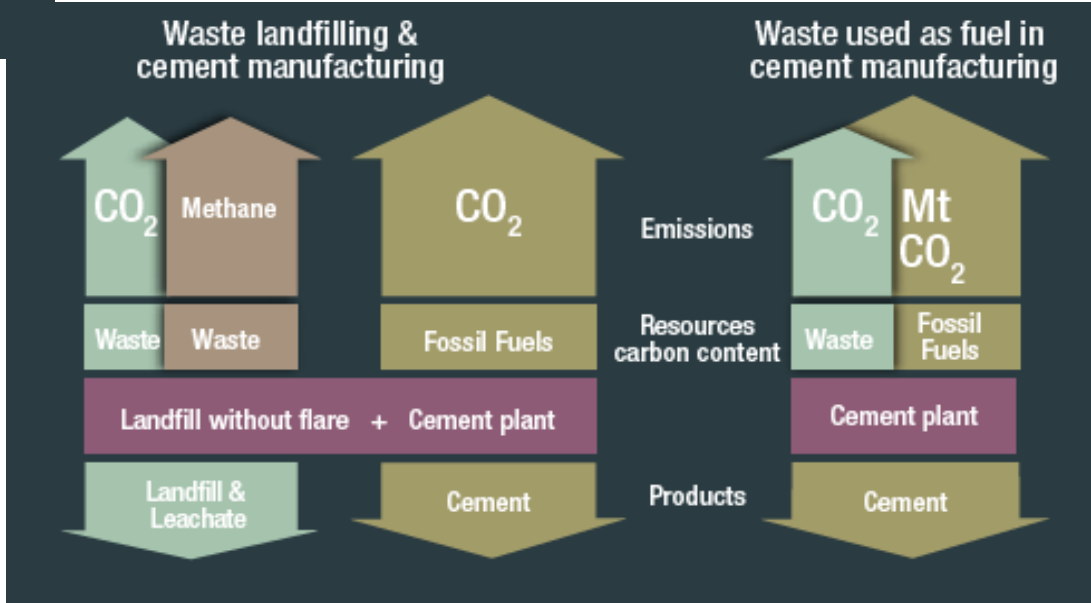 Waste landfilling &
cement manufacturing
Waste used as fuel in
cement manufacturing
CO₂
Methane
CO₂
Emissions
CO₂
Mt
CO₂
Waste
Waste
Fossil Fuels
Resources
carbon content
Waste
Fossil
Fuels
Landfill without flare + Cement plant
Cement plant
Landfill &
Leachate
Cement
Products
Cement